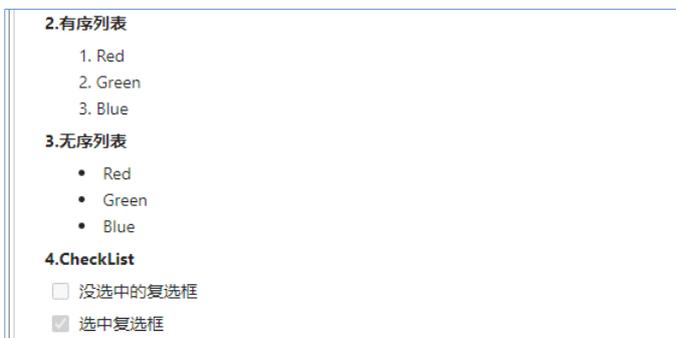 2.有序列表
1. Red
2. Green
3. Blue
3.无序列表
• Red
• Green
• Blue
4.CheckList
没选中的复选框
选中复选框